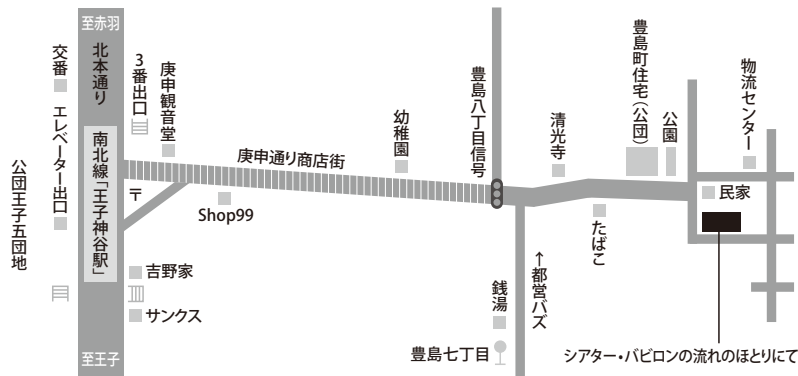 至赤羽
北本通り
交番
エレベーター出口
公団王子五団地
南北線「王子神谷駅」
3番出口
庚申観音堂
〒
庚申通り商店街
Shop99
吉野家
サンクス
至王子
幼稚園
豊島八丁目信号
清光寺
たばこ
豊島町住宅(公団)
公園
物流センター
民家
←都営バズ
銭湯
豊島七丁目
シアター・バビロンの流れのほとりにて